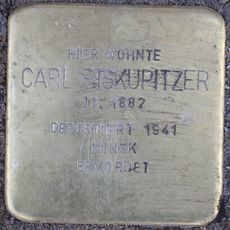 HIER WOHNTE
CARL BISKUPITZER
JG. 1882
DEPORTIERT 1941
MINSK
ERMORDET